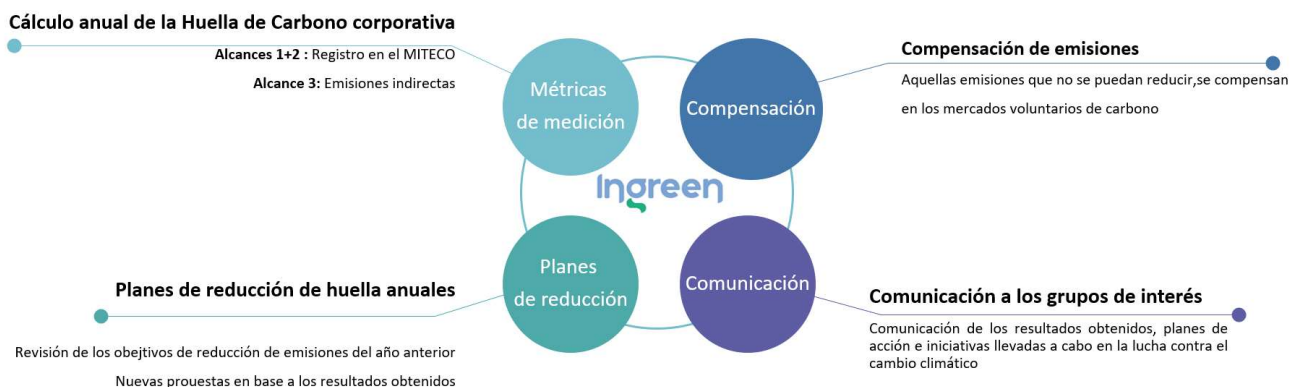 Cálculo anual de la Huella de Carbono corporativa
Alcances 1+2 : Registro en el MITECO
Alcance 3: Emisiones indirectas
Métricas
de medición
Compensación
Compensación de emisiones
Aquellas emisiones que no se puedan reducir,se compensan
en los mercados voluntarios de carbono
Ingreen
Planes
de reducción
Comunicación
Planes de reducción de huella anuales
Revisión de los obejtivos de reducción de emisiones del año anterior
Nuevas prouestas en base a los resultados obtenidos
Comunicación a los grupos de interés
Comunicación de los resultados obtenidos, planes de
acción e iniciativas llevadas a cabo en la lucha contra el
cambio climático